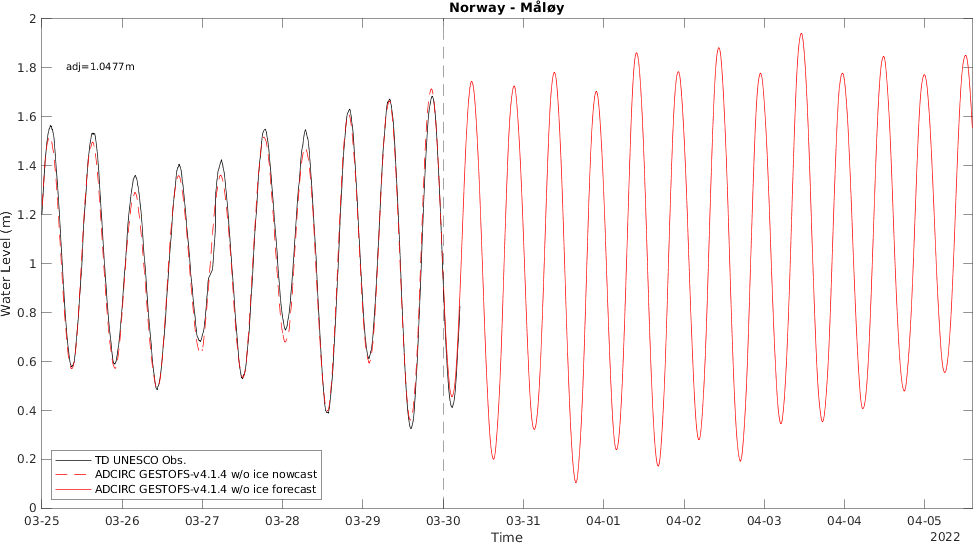 Norway - Måløy
2
1.8
1.6
1.4
1.2
1
0.8
0.6
0.4
0.2
0
Water Level (m)
adj=1.0477m
TD UNESCO Obs.
ADCIRC GESTOFS-v4.1.4 w/o ice nowcast
ADCIRC GESTOFS-v4.1.4 w/o ice forecast
03-25 03-26 03-27 03-28 03-29 03-30 03-31 04-01 04-02 04-03 04-04 04-05
Time
2022